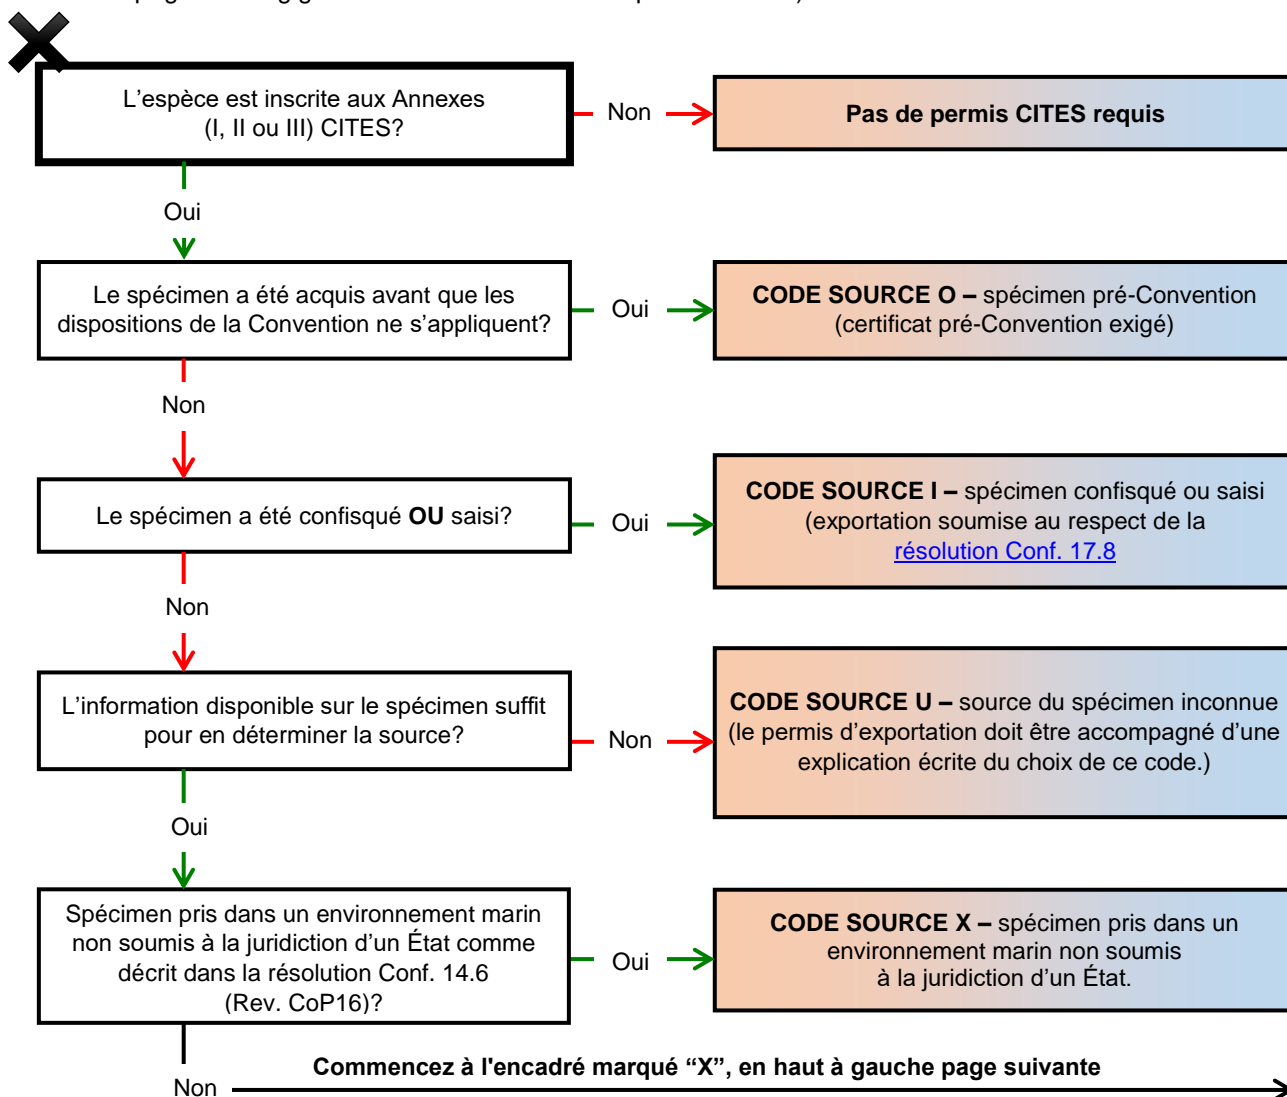 L’espèce est inscrite aux Annexes
(I, II ou III) CITES?
Non
Pas de permis CITES requis
Oui
Le spécimen a été acquis avant que les
dispositions de la Convention ne s’appliquent?
Oui
CODE SOURCE O – spécimen pré-Convention
(certificat pré-Convention exigé)
Non
Le spécimen a été confisqué OU saisi?
Oui
CODE SOURCE I – spécimen confisqué ou saisi
(exportation soumise au respect de la
résolution Conf. 17.8
Non
L’information disponible sur le spécimen suffit
pour en déterminer la source?
Non
CODE SOURCE U – source du spécimen inconnue
(le permis d’exportation doit être accompagné d’une
explication écrite du choix de ce code.)
Oui
Spécimen pris dans un environnement marin
non soumis à la juridiction d’un État comme
décrit dans la résolution Conf. 14.6
(Rev. CoP16)?
Oui
CODE SOURCE X – spécimen pris dans un
environnement marin non soumis
à la juridiction d’un État.
Non
Commencez à l'encadré marqué “X”, en haut à gauche page suivante